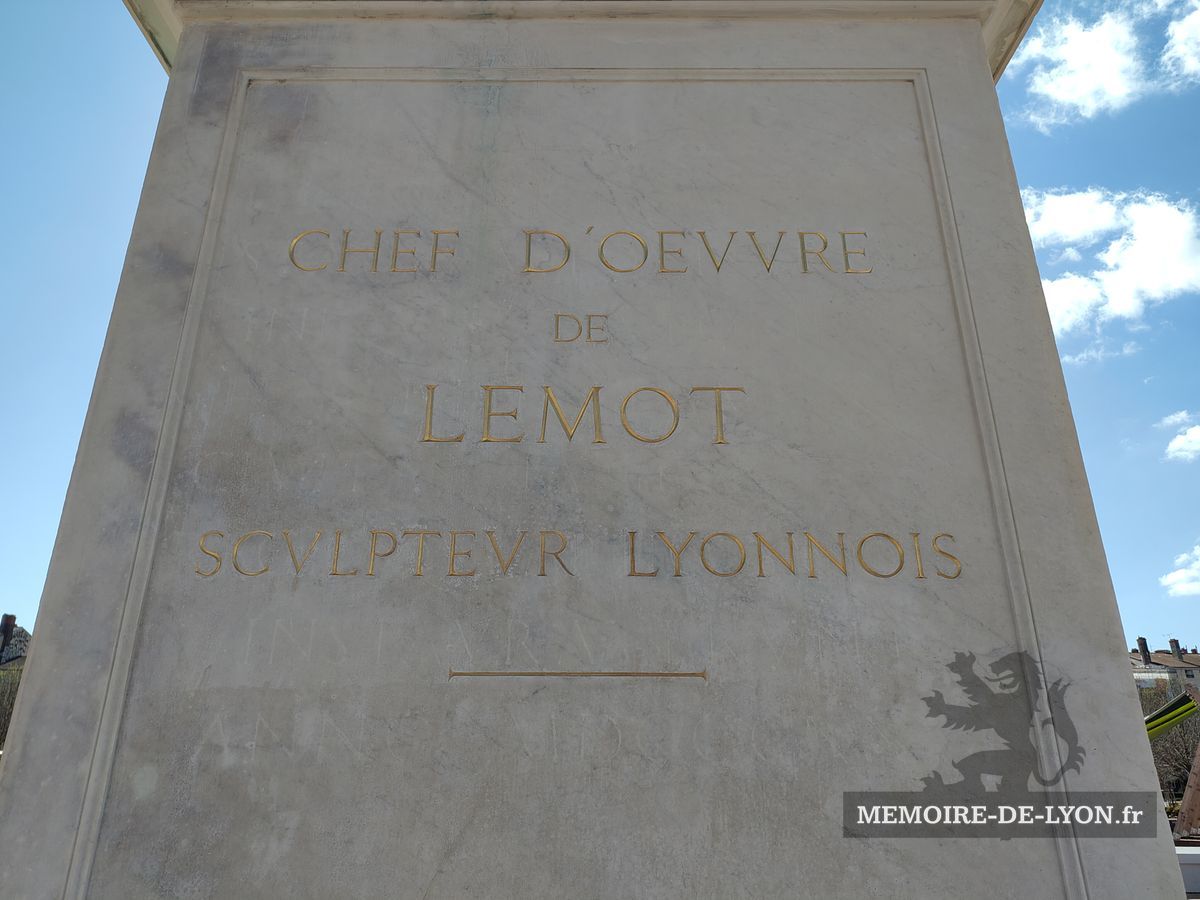 CHEF D'OEVVRE
DE
LEMOT
SCVLPTEVR LYONNOIS
MEMOIRE-DE-LYON.fr